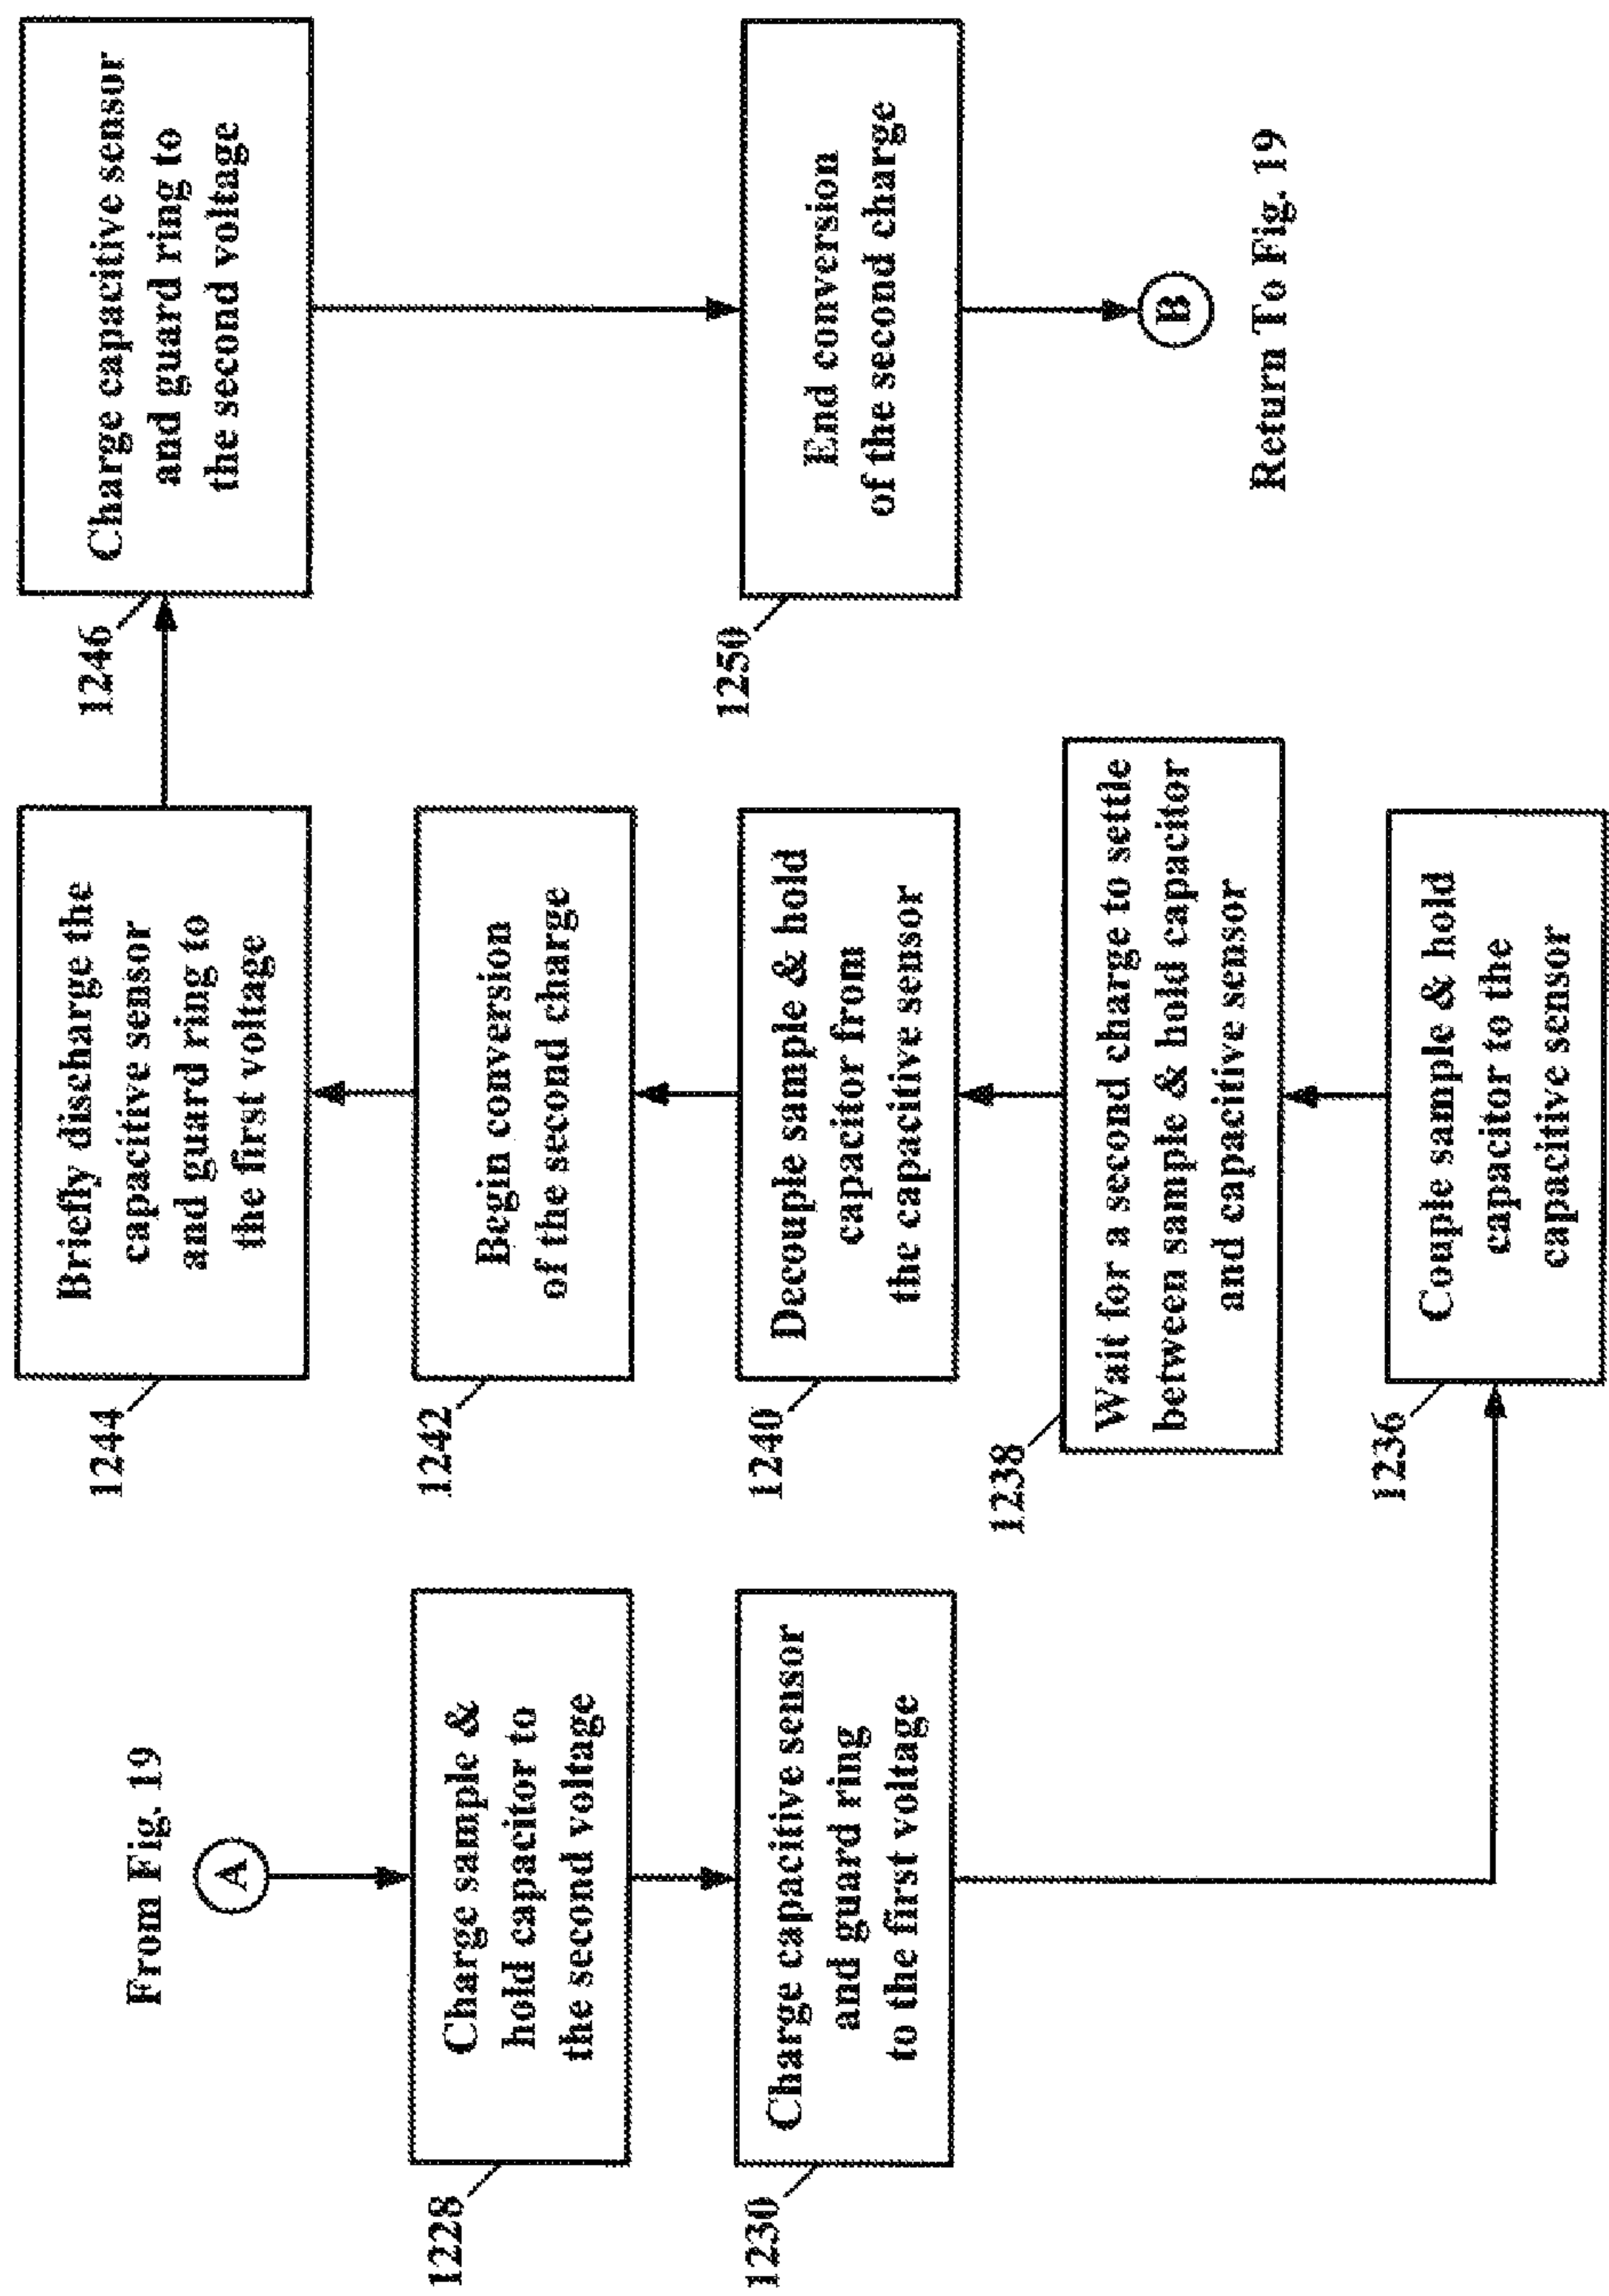 From Fig. 19
A
1228
Charge sample &
hold capacitor to
the second voltage
1230
Charge capacitive sensor
and guard ring
to the first voltage
1236
Couple sample & hold
capacitor to the
capacitive sensor
1238
Wait for a second charge to settle
between sample & hold capacitor
and capacitive sensor
1240
Decouple sample & hold
capacitor from
the capacitive sensor
1242
Begin conversion
of the second charge
1244
Briefly discharge the
capacitive sensor
and guard ring to
the first voltage
1246
Charge capacitive sensor
and guard ring to
the second voltage
1250
End conversion
of the second charge
B
Return To Fig. 19